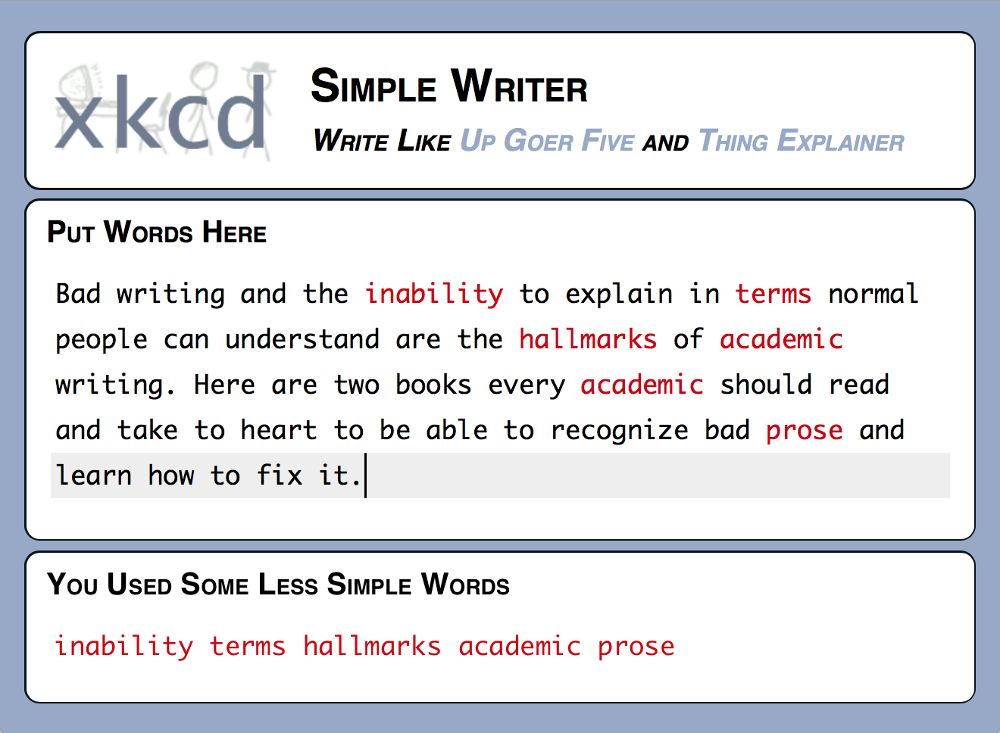 xkcd
Simple Writer
Write Like Up Goer Five and Thing Explainer
Put Words Here
Bad writing and the inability to explain in terms normal
people can understand are the hallmarks of academic
writing. Here are two books every academic should read
and take to heart to be able to recognize bad prose and
learn how to fix it.
You Used Some Less Simple Words
inability terms hallmarks academic prose